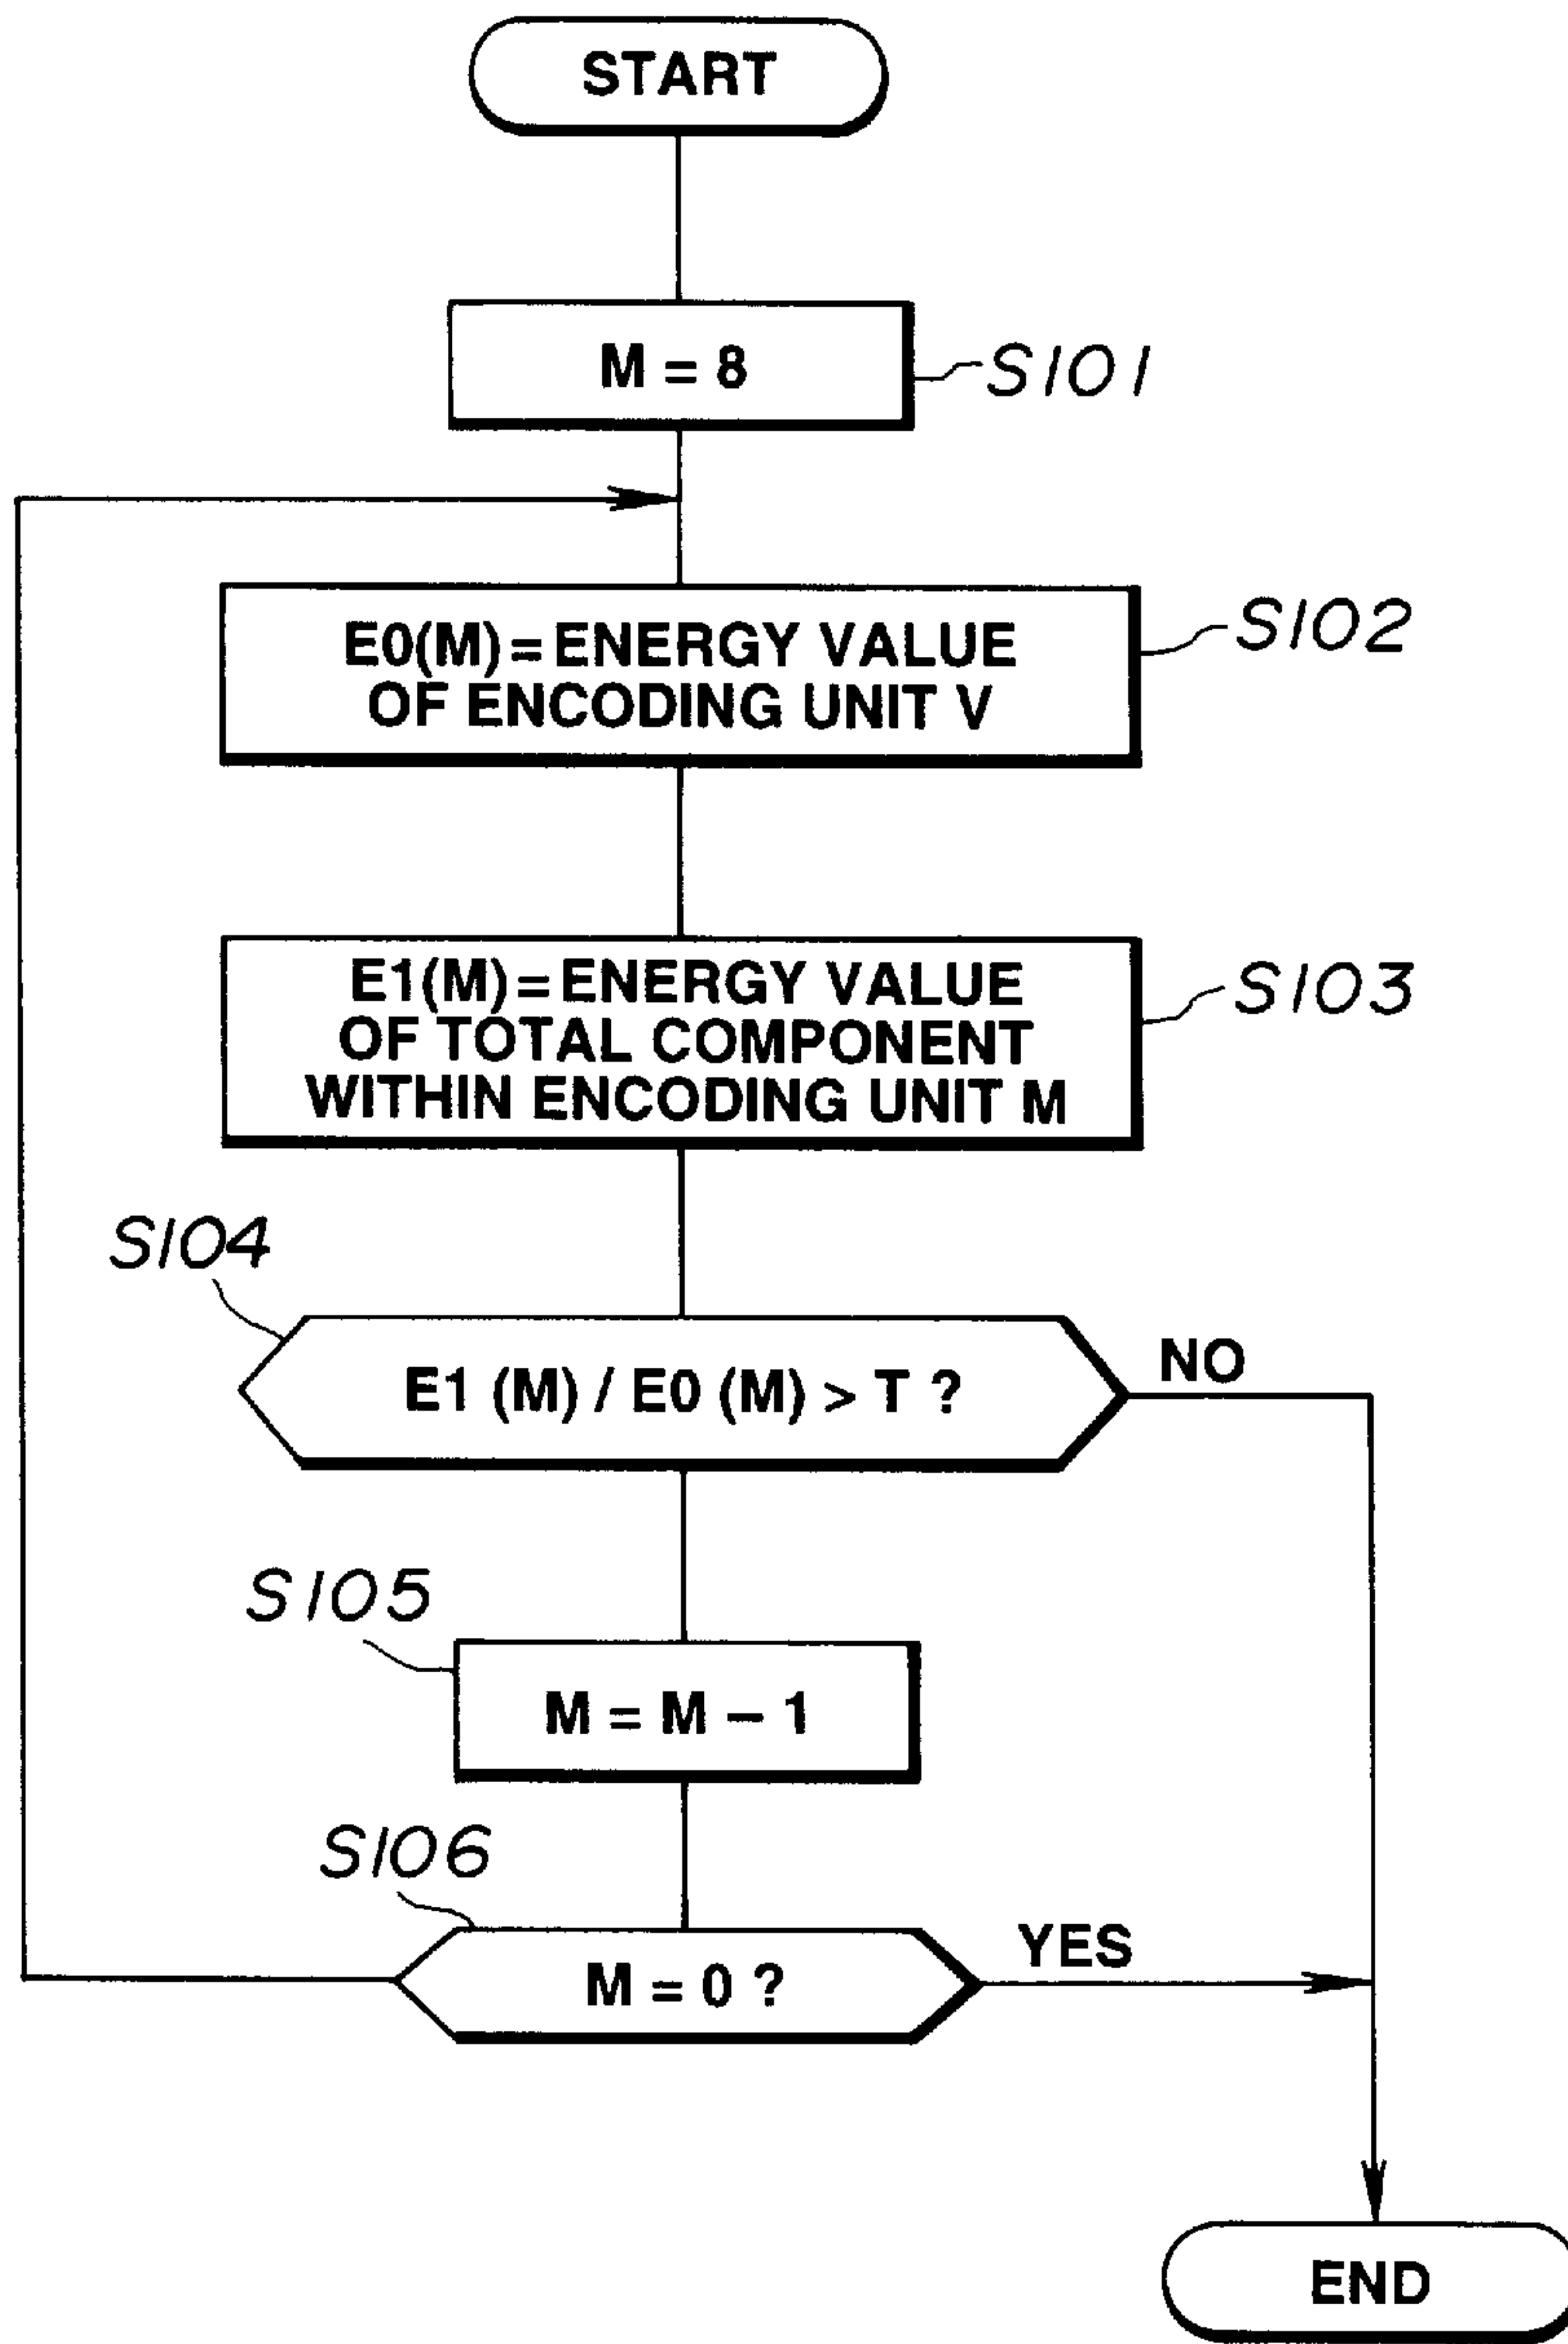 START
M = 8
S101
E0(M)=ENERGY VALUE
OF ENCODING UNIT V
S102
E1(M)=ENERGY VALUE
OF TOTAL COMPONENT
WITHIN ENCODING UNIT M
S103
S104
E1 (M) / E0 (M) > T ?
NO
S105
M = M – 1
S106
M = 0 ?
YES
END